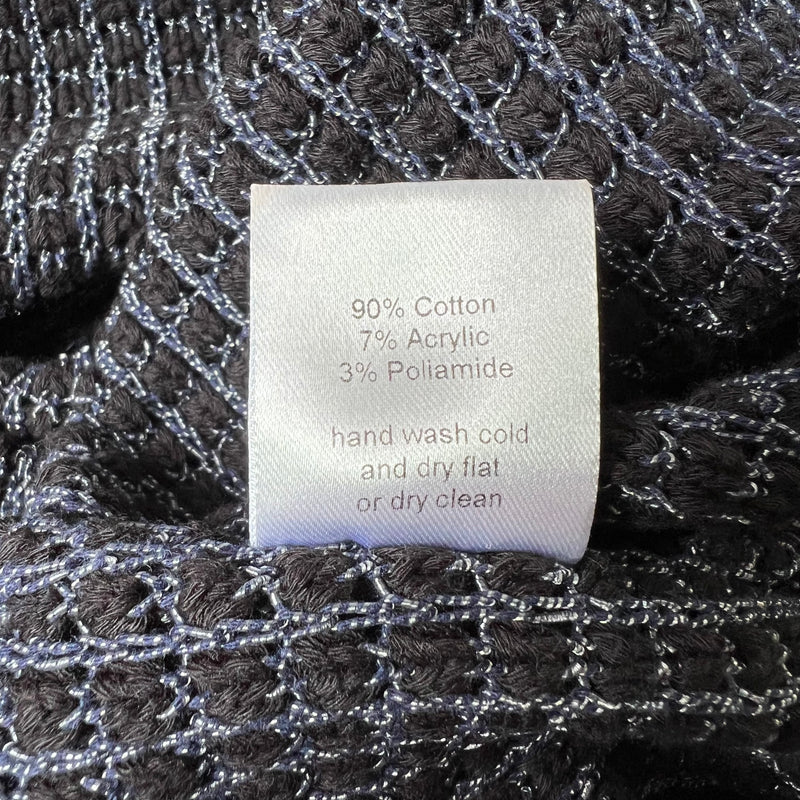 90% Cotton
7% Acrylic
3% Poliamide
hand wash cold
and dry flat
or dry clean